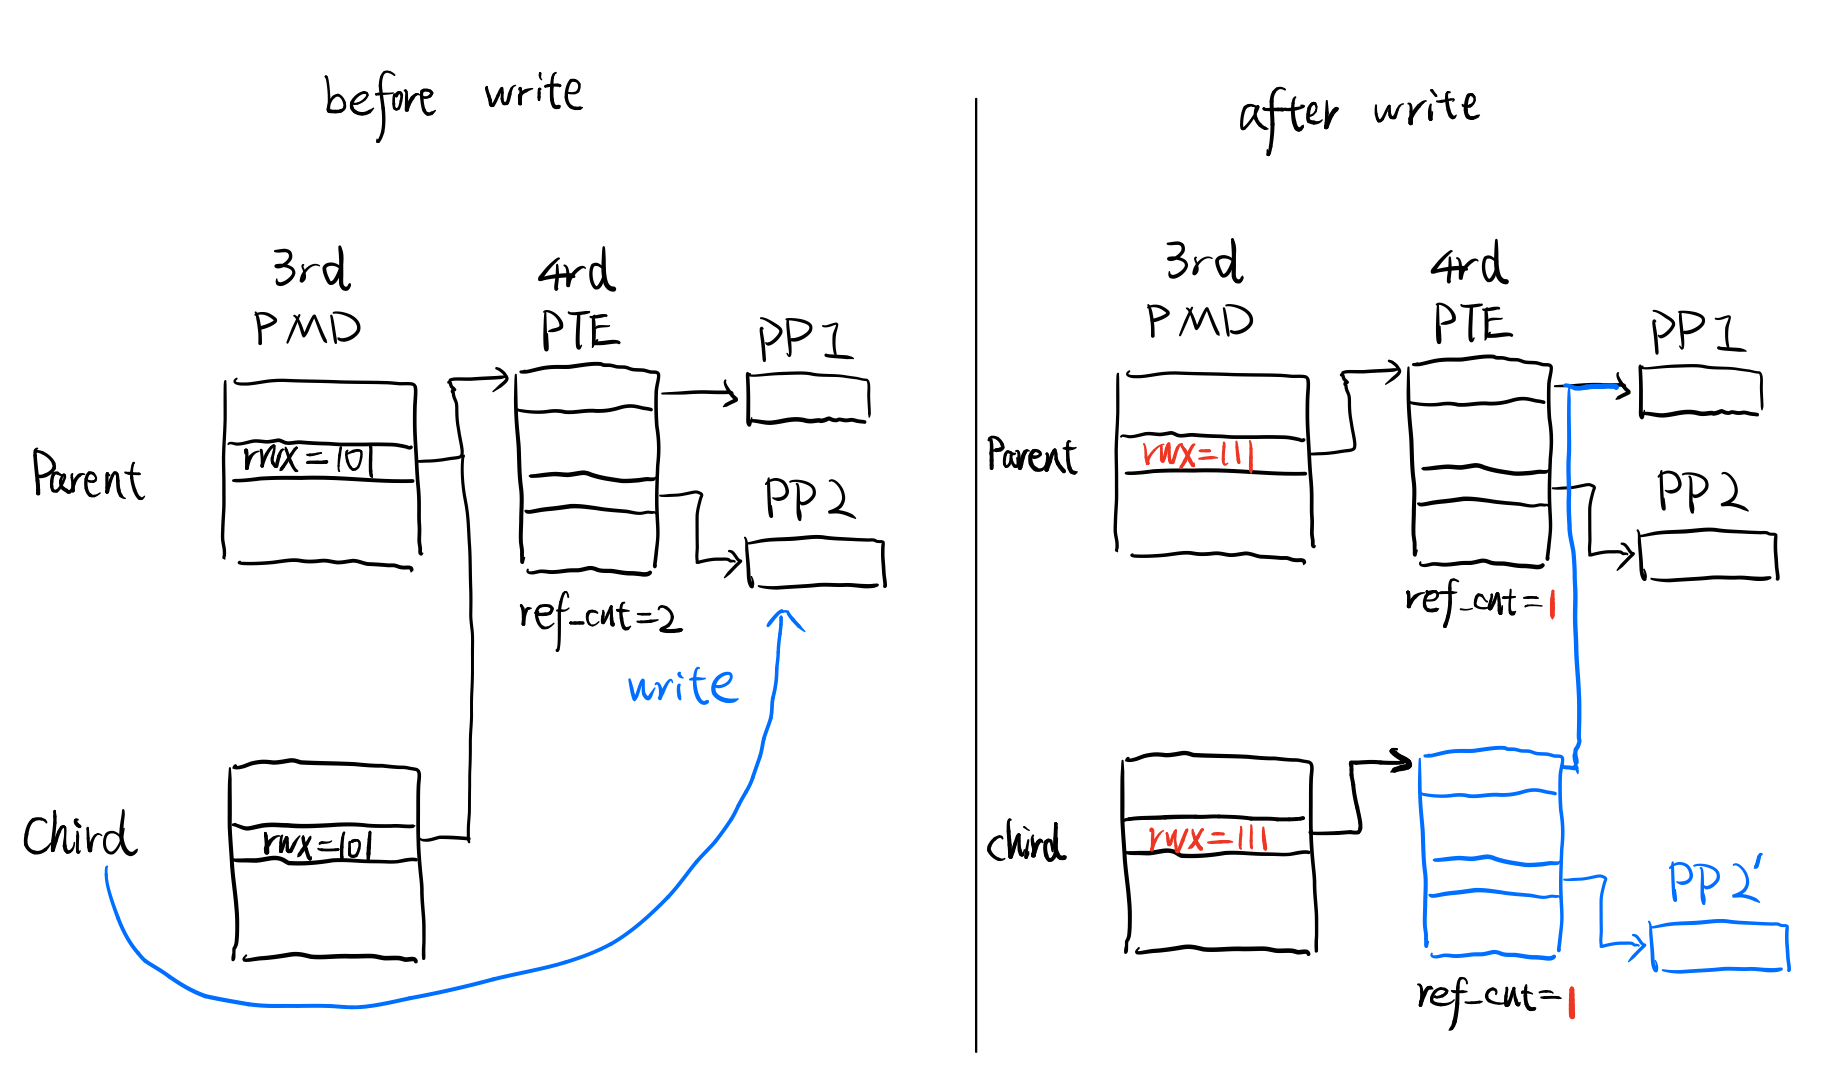 before write
3rd
PMD
4rd
PTE
PP1
Parent
rwx=101
PP2
ref_cnt=2
write
Chird
rwx=101
after write
3rd
PMD
4rd
PTE
PP1
Parent
rwx=111
PP2
ref_cnt=1
chird
rwx=111
PP2'
ref_cnt=1